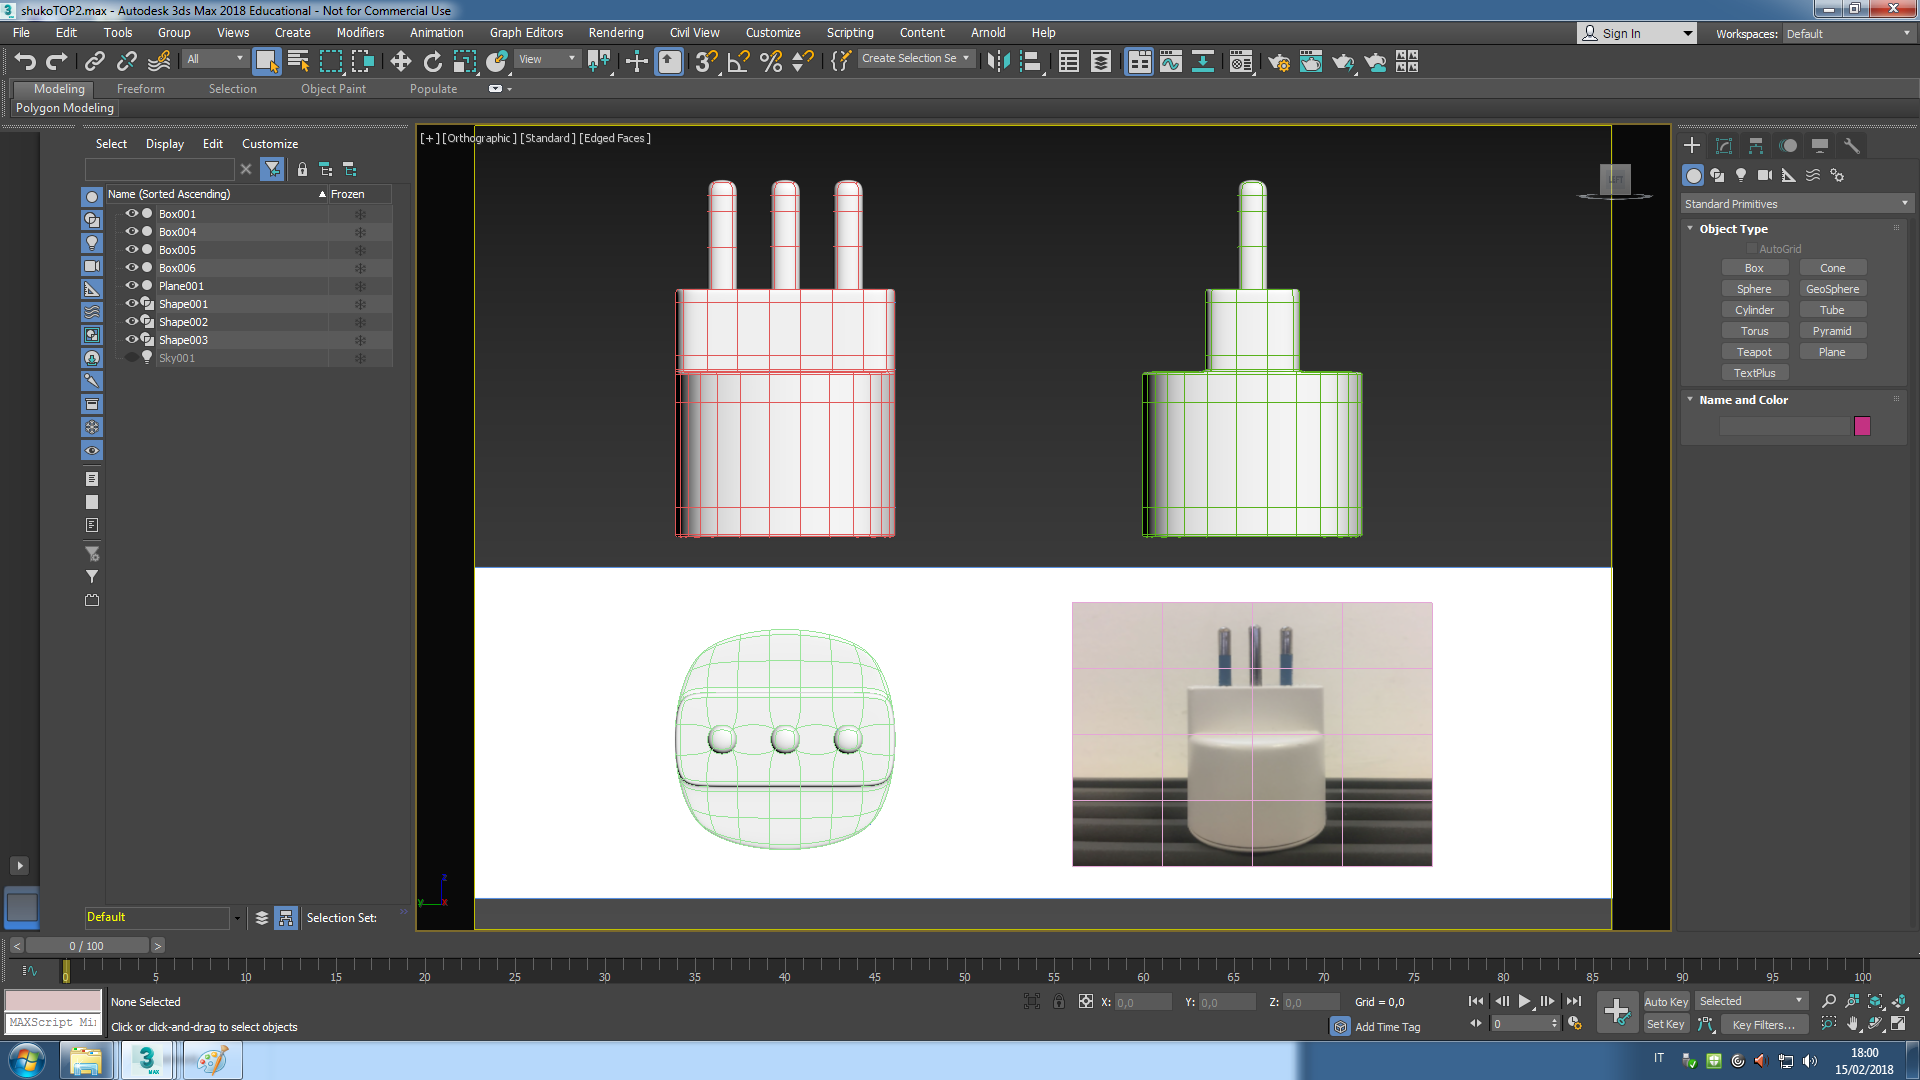 shukoTOP2.max - Autodesk 3ds Max 2018 Educational - Not for Commercial Use
File Edit Tools Group Views Create Modifiers Animation Graph Editors Rendering Civil View Customize Scripting Content Arnold Help
Sign In Workspaces: Default
All View Create Selection Se
Modeling Freeform Selection Object Paint Populate
Polygon Modeling
Select Display Edit Customize
Name (Sorted Ascending) Frozen
Box001
Box004
Box005
Box006
Plane001
Shape001
Shape002
Shape003
Sky001
Default Selection Set:
[+] [Orthographic] [Standard] [Edged Faces]
LEFT
z
y x
Standard Primitives
Object Type
AutoGrid
Box Cone
Sphere GeoSphere
Cylinder Tube
Torus Pyramid
Teapot Plane
TextPlus
Name and Color
< 0 / 100 >
0 5 10 15 20 25 30 35 40 45 50 55 60 65 70 75 80 85 90 95 100
None Selected X: 0,0 Y: 0,0 Z: 0,0 Grid = 0,0 Auto Key Selected
MAXScript Mi Click or click-and-drag to select objects Add Time Tag 0 Set Key Key Filters...
3 MAX
IT 18:00
15/02/2018